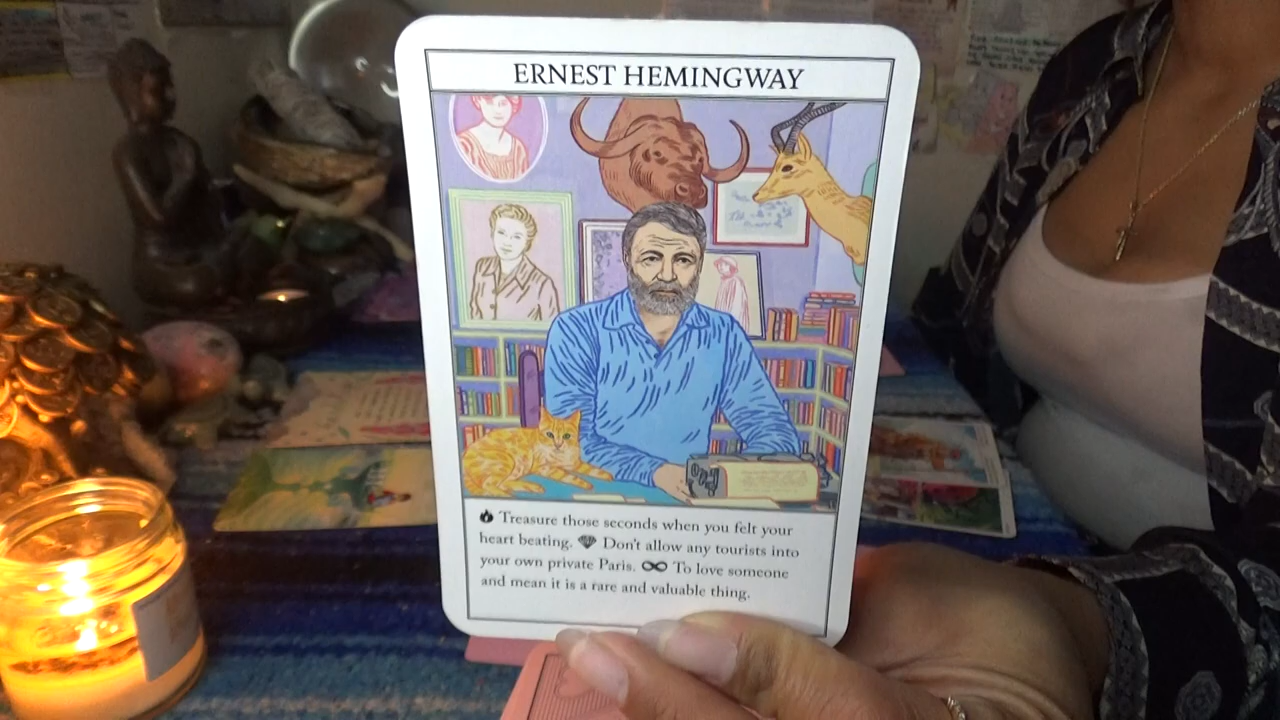 ERNEST HEMINGWAY
Treasure those seconds when you felt your
heart beating. Don't allow any tourists into
your own private Paris. To love someone
and mean it is a rare and valuable thing.